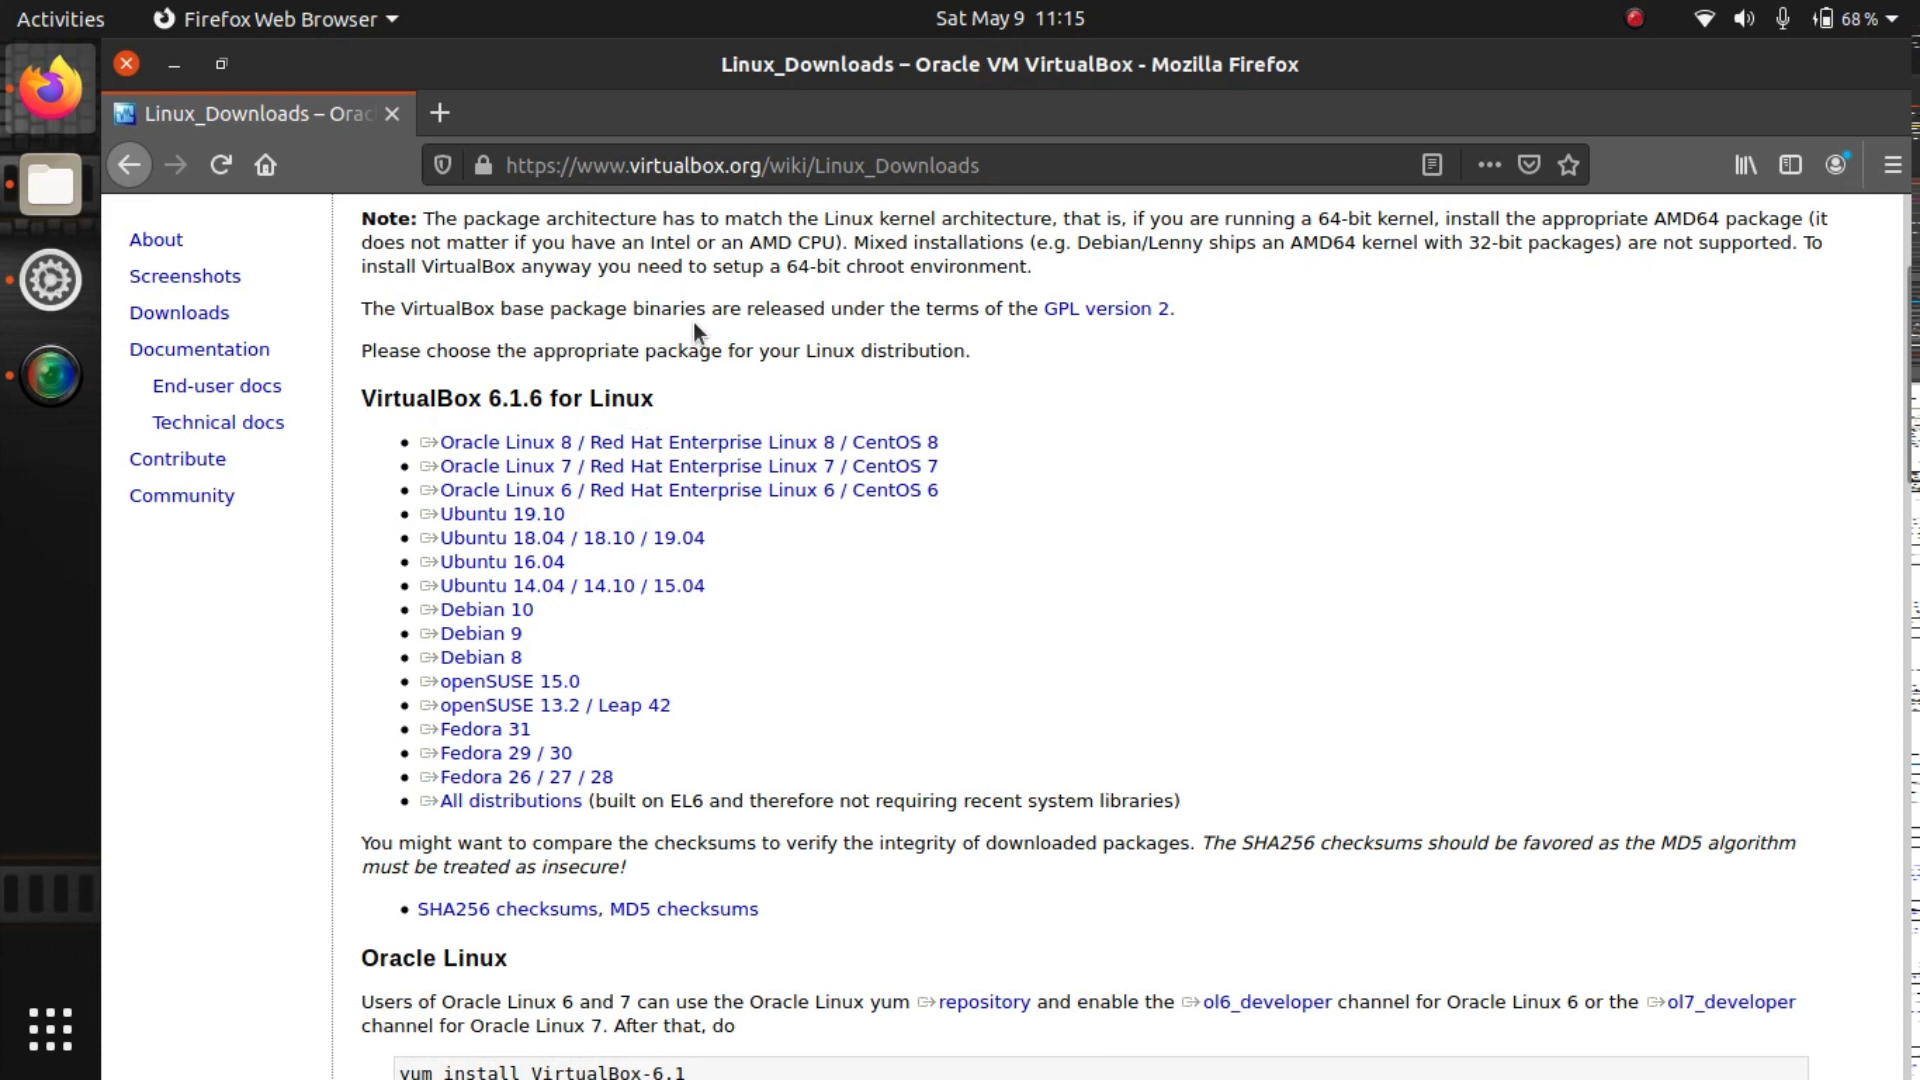 Activities
Firefox Web Browser
Sat May 9 11:15
68 %
Linux_Downloads – Oracle VM VirtualBox - Mozilla Firefox
Linux_Downloads – Orac
https://www.virtualbox.org/wiki/Linux_Downloads
About
Screenshots
Downloads
Documentation
End-user docs
Technical docs
Contribute
Community
Note: The package architecture has to match the Linux kernel architecture, that is, if you are running a 64-bit kernel, install the appropriate AMD64 package (it
does not matter if you have an Intel or an AMD CPU). Mixed installations (e.g. Debian/Lenny ships an AMD64 kernel with 32-bit packages) are not supported. To
install VirtualBox anyway you need to setup a 64-bit chroot environment.
The VirtualBox base package binaries are released under the terms of the GPL version 2.
Please choose the appropriate package for your Linux distribution.
VirtualBox 6.1.6 for Linux
Oracle Linux 8 / Red Hat Enterprise Linux 8 / CentOS 8
Oracle Linux 7 / Red Hat Enterprise Linux 7 / CentOS 7
Oracle Linux 6 / Red Hat Enterprise Linux 6 / CentOS 6
Ubuntu 19.10
Ubuntu 18.04 / 18.10 / 19.04
Ubuntu 16.04
Ubuntu 14.04 / 14.10 / 15.04
Debian 10
Debian 9
Debian 8
openSUSE 15.0
openSUSE 13.2 / Leap 42
Fedora 31
Fedora 29 / 30
Fedora 26 / 27 / 28
All distributions (built on EL6 and therefore not requiring recent system libraries)
You might want to compare the checksums to verify the integrity of downloaded packages. The SHA256 checksums should be favored as the MD5 algorithm
must be treated as insecure!
SHA256 checksums, MD5 checksums
Oracle Linux
Users of Oracle Linux 6 and 7 can use the Oracle Linux yum repository and enable the ol6_developer channel for Oracle Linux 6 or the ol7_developer
channel for Oracle Linux 7. After that, do
yum install VirtualBox-6.1